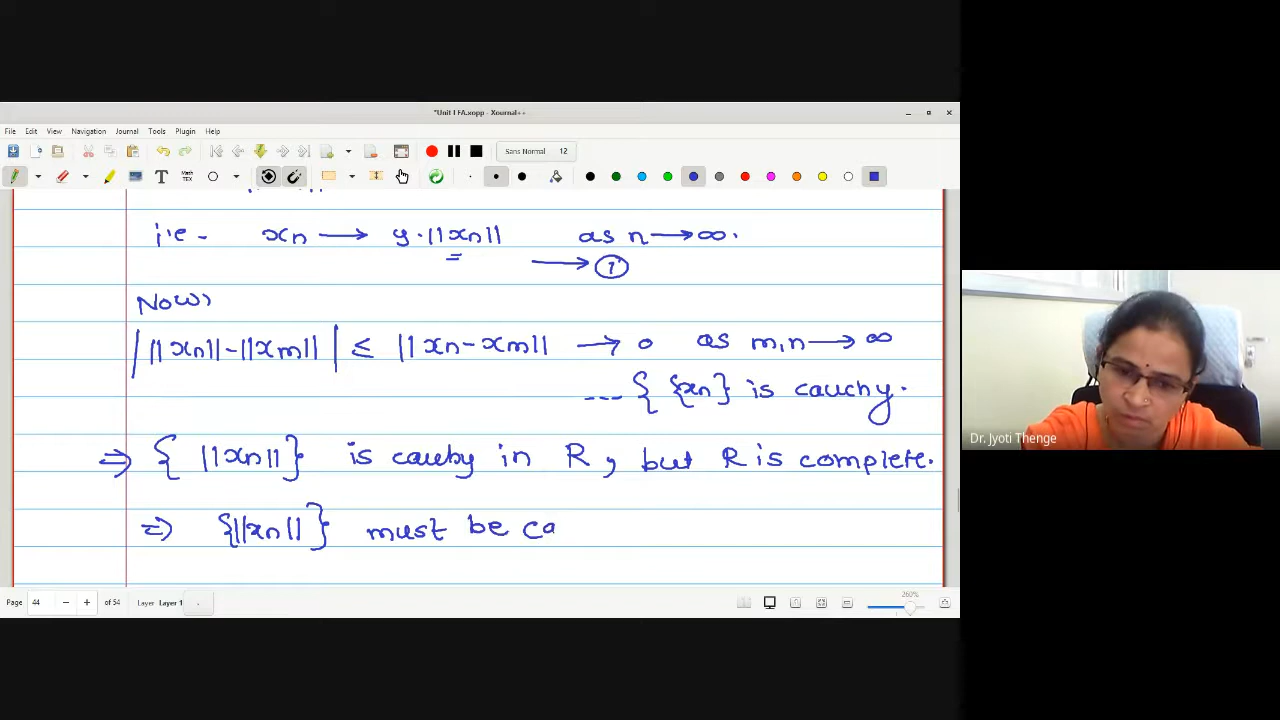 *Unit I FA.xopp - Xournal++
File Edit View Navigation Journal Tools Plugin Help
Sans Normal 12
i.e. xn → y·||xn|| as n → ∞.
→ ①
Now,
| ||xn|| - ||xm|| | ≤ ||xn - xm|| → 0 as m,n → ∞
--- { {xn} is cauchy.
⇒ { ||xn|| } is cauby in R, but R is complete.
⇒ {||xn||} must be ca
Dr. Jyoti Thenge
Page 44 of 54 Layer Layer 1 260%